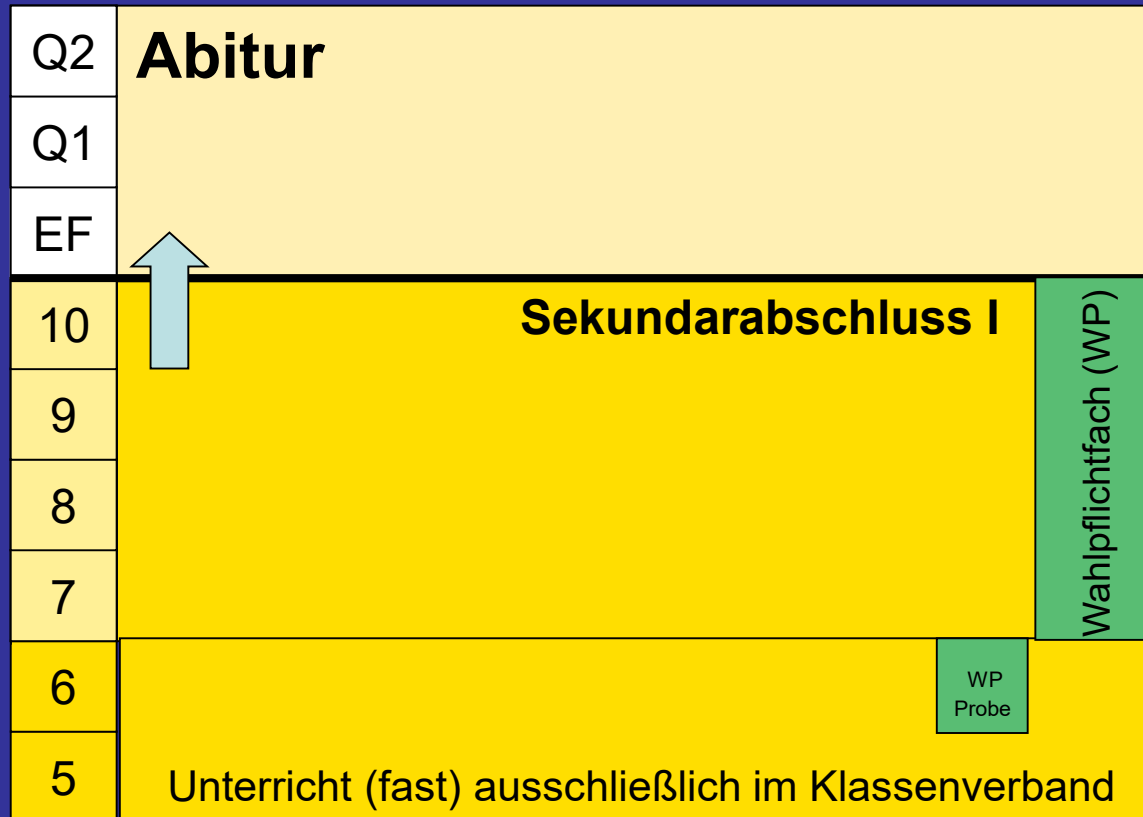 Q2
Abitur
Q1
EF
10
Sekundarabschluss I
Wahlpflichtfach (WP)
9
8
7
6
WP
Probe
5
Unterricht (fast) ausschließlich im Klassenverband